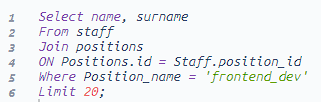 1 Select name, surname
2 From staff
3 Join positions
4 ON Positions.id = Staff.position_id
5 Where Position_name = 'frontend_dev'
6 Limit 20;